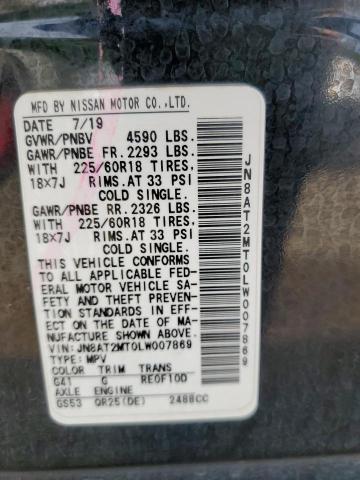 MFD BY NISSAN MOTOR CO.,LTD.
DATE 7/19
GVWR/PNBV 4590 LBS.
GAWR/PNBE FR.2293 LBS.
WITH 225/60R18 TIRES,
18×7J RIMS.AT 33 PSI
COLD SINGLE.
GAWR/PNBE RR.2326 LBS.
WITH 225/60R18 TIRES,
18×7J RIMS.AT 33 PSI
COLD SINGLE.
THIS VEHICLE CONFORMS
TO ALL APPLICABLE FED-
ERAL MOTOR VEHICLE SA-
FETY AND THEFT PREVEN-
TION STANDARDS IN EFF-
ECT ON THE DATE OF MA-
NUFACTURE SHOWN ABOVE.
VIN:JN8AT2MT0LW007869
TYPE: MPV
COLOR TRIM TRANS
G41 G RE0F10D
AXLE ENGINE
GS53 QR25(DE) 2488CC
JN8AT2MT0LW007869